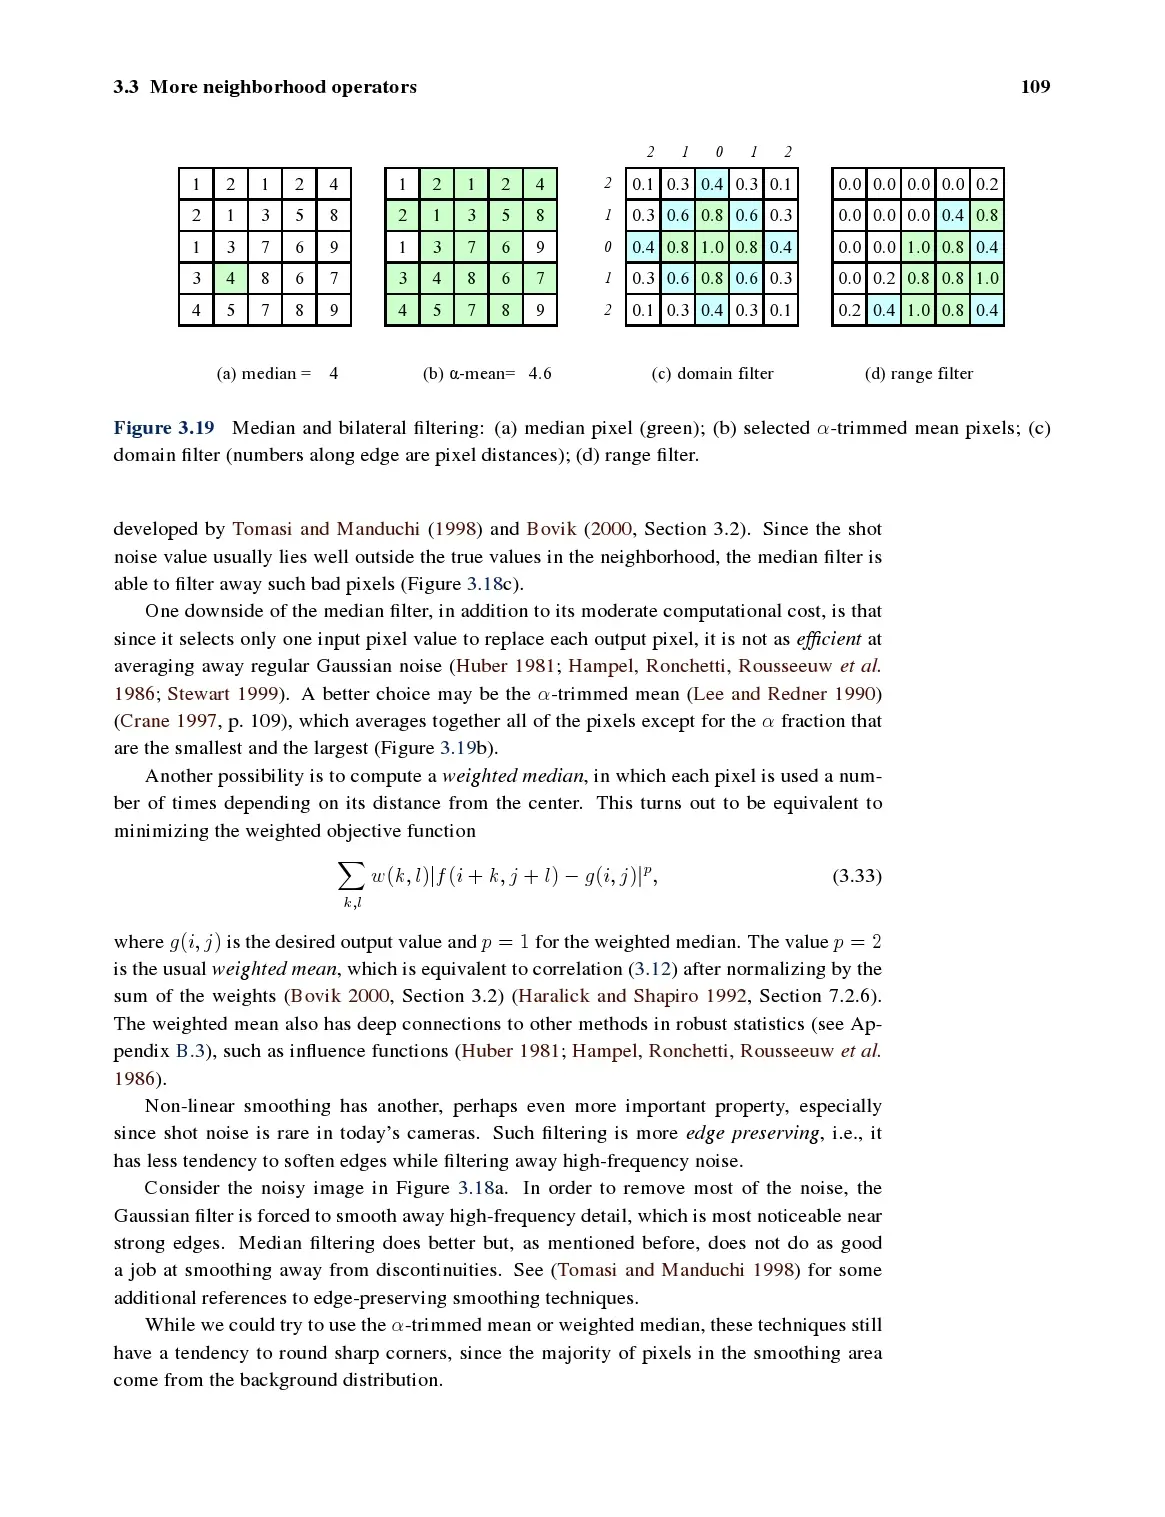 3.3 More neighborhood operators 109
2 1 0 1 2
1 2 1 2 4 1 2 1 2 4 2 0.1 0.3 0.4 0.3 0.1 0.0 0.0 0.0 0.0 0.2
2 1 3 5 8 2 1 3 5 8 1 0.3 0.6 0.8 0.6 0.3 0.0 0.0 0.0 0.4 0.8
1 3 7 6 9 1 3 7 6 9 0 0.4 0.8 1.0 0.8 0.4 0.0 0.0 1.0 0.8 0.4
3 4 8 6 7 3 4 8 6 7 1 0.3 0.6 0.8 0.6 0.3 0.0 0.2 0.8 0.8 1.0
4 5 7 8 9 4 5 7 8 9 2 0.1 0.3 0.4 0.3 0.1 0.2 0.4 1.0 0.8 0.4
(a) median = 4 (b) α-mean= 4.6 (c) domain filter (d) range filter
Figure 3.19 Median and bilateral filtering: (a) median pixel (green); (b) selected α-trimmed mean pixels; (c)
domain filter (numbers along edge are pixel distances); (d) range filter.
developed by Tomasi and Manduchi (1998) and Bovik (2000, Section 3.2). Since the shot
noise value usually lies well outside the true values in the neighborhood, the median filter is
able to filter away such bad pixels (Figure 3.18c).
One downside of the median filter, in addition to its moderate computational cost, is that
since it selects only one input pixel value to replace each output pixel, it is not as efficient at
averaging away regular Gaussian noise (Huber 1981; Hampel, Ronchetti, Rousseeuw et al.
1986; Stewart 1999). A better choice may be the α-trimmed mean (Lee and Redner 1990)
(Crane 1997, p. 109), which averages together all of the pixels except for the α fraction that
are the smallest and the largest (Figure 3.19b).
Another possibility is to compute a weighted median, in which each pixel is used a num-
ber of times depending on its distance from the center. This turns out to be equivalent to
minimizing the weighted objective function
∑ w(k, l)|f(i + k, j + l) − g(i, j)|ᵖ, (3.33)
k,l
where g(i, j) is the desired output value and p = 1 for the weighted median. The value p = 2
is the usual weighted mean, which is equivalent to correlation (3.12) after normalizing by the
sum of the weights (Bovik 2000, Section 3.2) (Haralick and Shapiro 1992, Section 7.2.6).
The weighted mean also has deep connections to other methods in robust statistics (see Ap-
pendix B.3), such as influence functions (Huber 1981; Hampel, Ronchetti, Rousseeuw et al.
1986).
Non-linear smoothing has another, perhaps even more important property, especially
since shot noise is rare in today's cameras. Such filtering is more edge preserving, i.e., it
has less tendency to soften edges while filtering away high-frequency noise.
Consider the noisy image in Figure 3.18a. In order to remove most of the noise, the
Gaussian filter is forced to smooth away high-frequency detail, which is most noticeable near
strong edges. Median filtering does better but, as mentioned before, does not do as good
a job at smoothing away from discontinuities. See (Tomasi and Manduchi 1998) for some
additional references to edge-preserving smoothing techniques.
While we could try to use the α-trimmed mean or weighted median, these techniques still
have a tendency to round sharp corners, since the majority of pixels in the smoothing area
come from the background distribution.